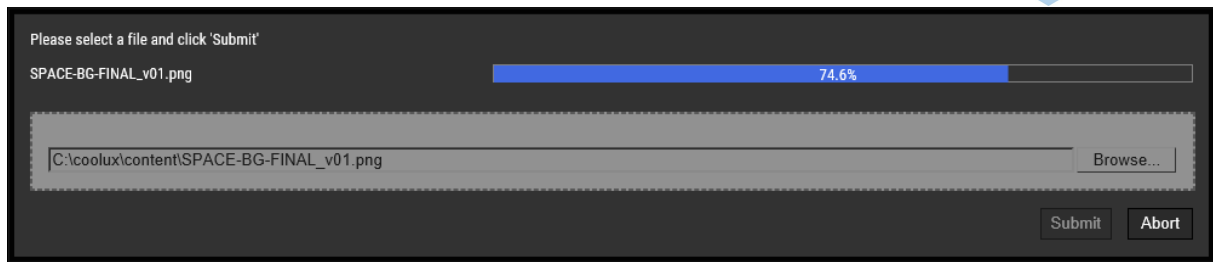 Please select a file and click 'Submit'
SPACE-BG-FINAL_v01.png 74.6%
C:\coolux\content\SPACE-BG-FINAL_v01.png Browse...
Submit Abort